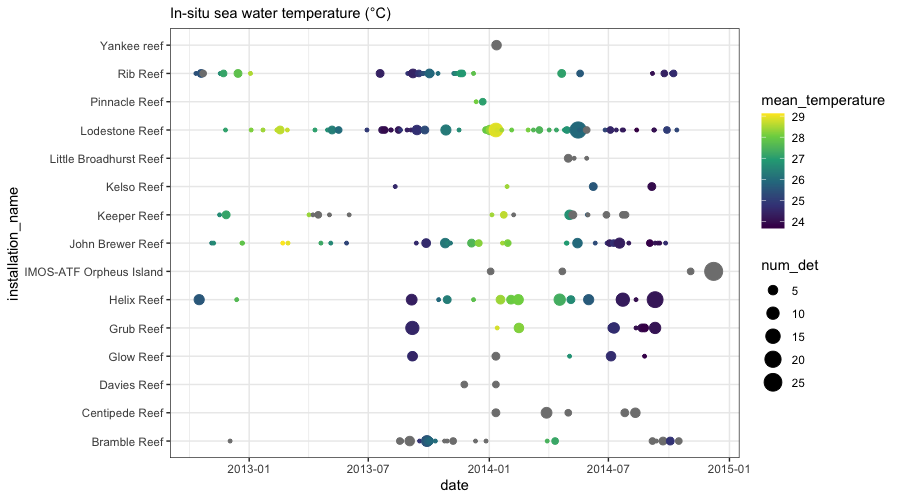 In-situ sea water temperature (°C)
installation_name
Yankee reef
Rib Reef
Pinnacle Reef
Lodestone Reef
Little Broadhurst Reef
Kelso Reef
Keeper Reef
John Brewer Reef
IMOS-ATF Orpheus Island
Helix Reef
Grub Reef
Glow Reef
Davies Reef
Centipede Reef
Bramble Reef
2013-01
2013-07
2014-01
2014-07
2015-01
date
mean_temperature
29
28
27
26
25
24
num_det
5
10
15
20
25